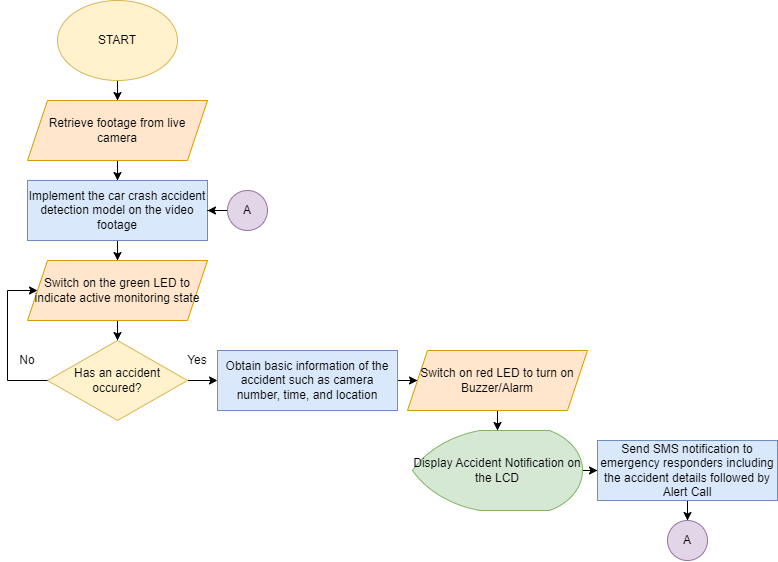 START
Retrieve footage from live
camera
Implement the car crash accident
detection model on the video
footage
A
Switch on the green LED to
indicate active monitoring state
No
Has an accident
occured?
Yes
Obtain basic information of the
accident such as camera
number, time, and location
Switch on red LED to turn on
Buzzer/Alarm
Display Accident Notification on
the LCD
Send SMS notification to
emergency responders including
the accident details followed by
Alert Call
A